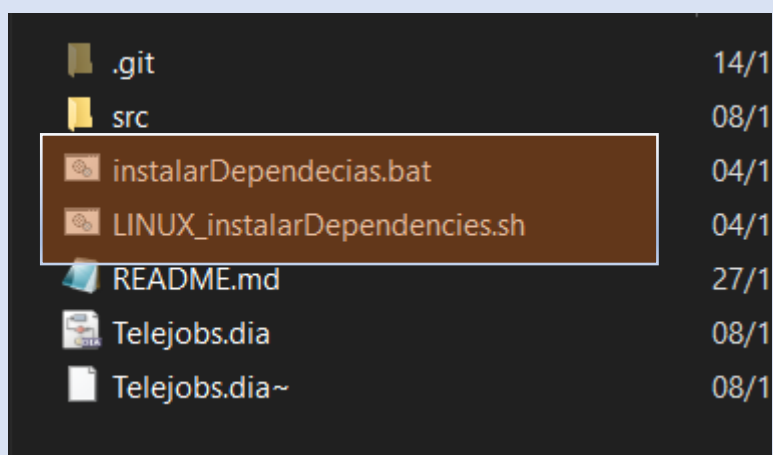 .git 14/1
src 08/1
instalarDependecias.bat 04/1
LINUX_instalarDependencies.sh 04/1
README.md 27/1
Telejobs.dia 08/1
Telejobs.dia~ 08/1